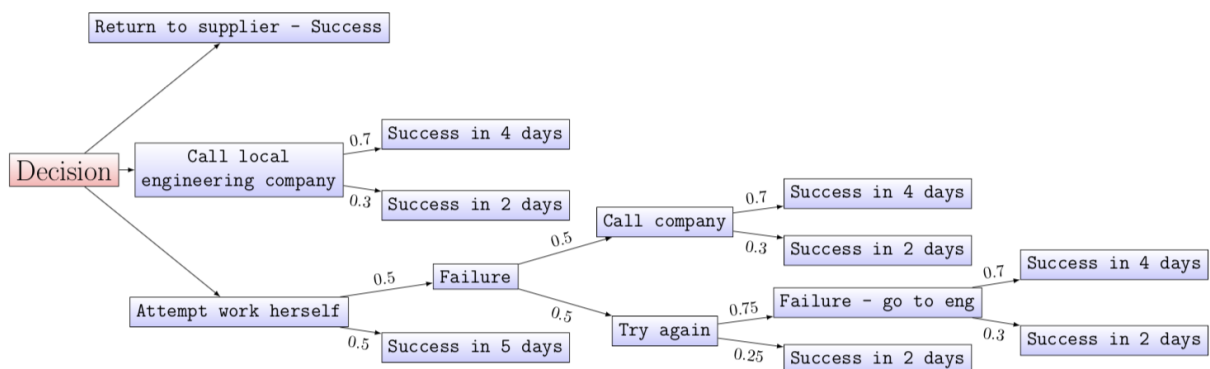 Return to supplier - Success
Decision
Call local
engineering company
0.7
Success in 4 days
0.3
Success in 2 days
Attempt work herself
0.5
Failure
0.5
Success in 5 days
0.5
Call company
0.7
Success in 4 days
0.3
Success in 2 days
0.5
Try again
0.75
Failure - go to eng
0.7
Success in 4 days
0.3
Success in 2 days
0.25
Success in 2 days